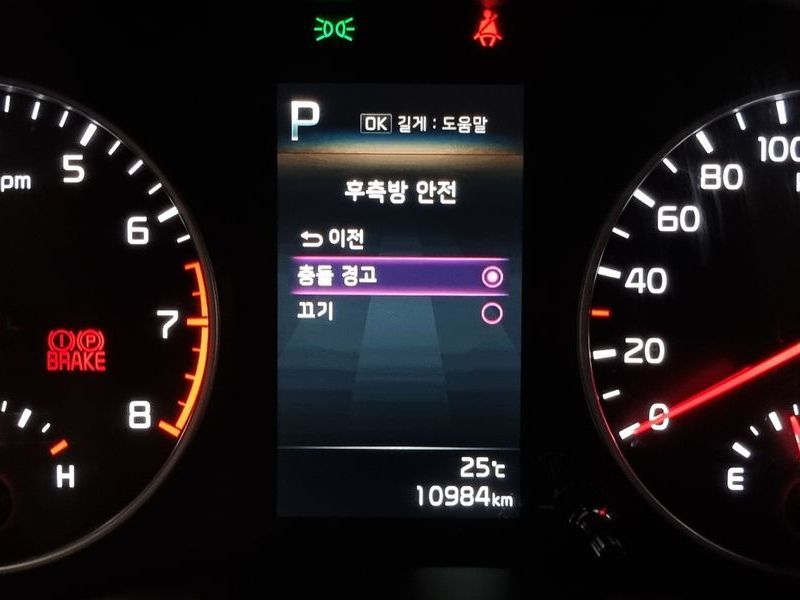 P
OK 길게 : 도움말
후측방 안전
이전
충돌 경고
끄기
25℃
10984km
pm
5
6
7
8
H
BRAKE
P
100
80
60
40
20
0
E